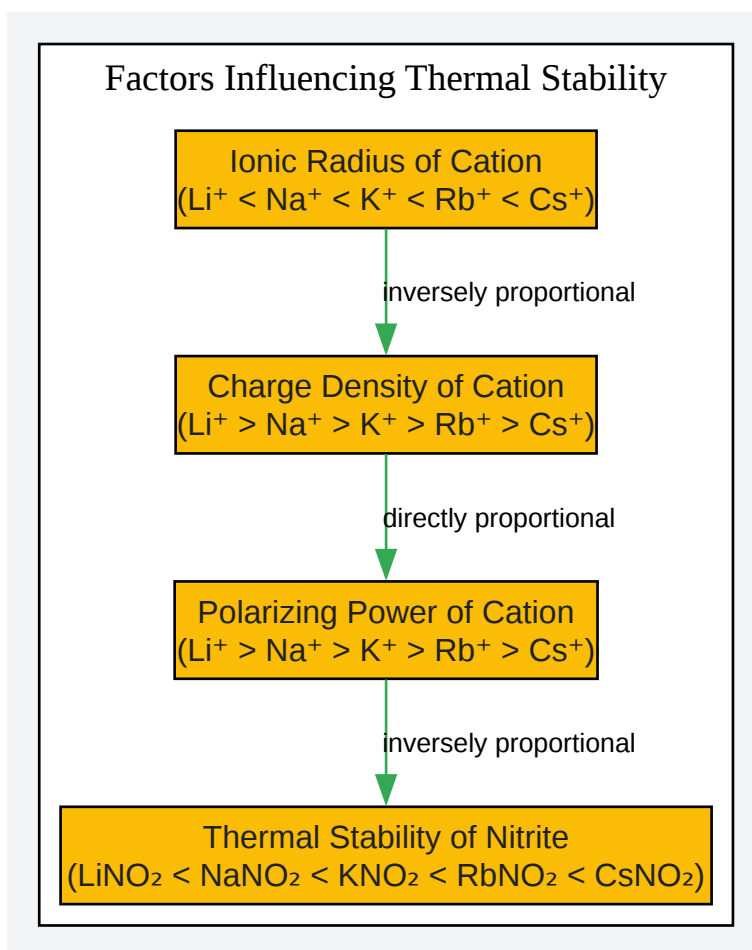 Factors Influencing Thermal Stability
Ionic Radius of Cation
(Li⁺ < Na⁺ < K⁺ < Rb⁺ < Cs⁺)
inversely proportional
Charge Density of Cation
(Li⁺ > Na⁺ > K⁺ > Rb⁺ > Cs⁺)
directly proportional
Polarizing Power of Cation
(Li⁺ > Na⁺ > K⁺ > Rb⁺ > Cs⁺)
inversely proportional
Thermal Stability of Nitrite
(LiNO₂ < NaNO₂ < KNO₂ < RbNO₂ < CsNO₂)